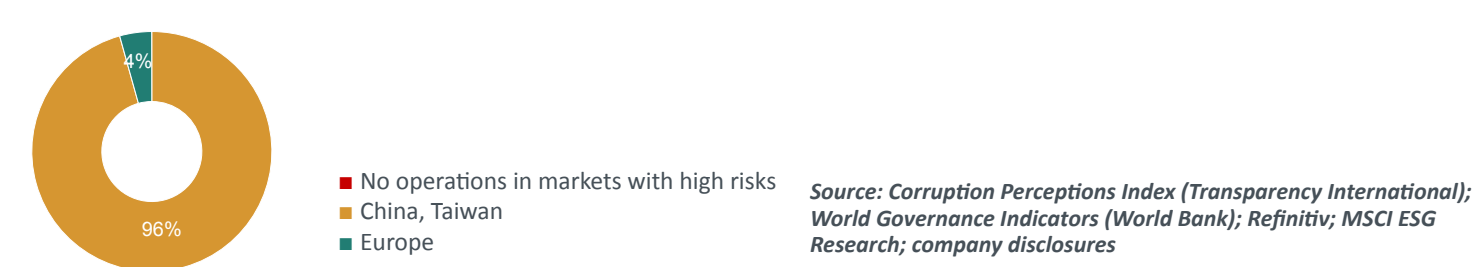 4%
96%
No operations in markets with high risks
China, Taiwan
Europe
Source: Corruption Perceptions Index (Transparency International);
World Governance Indicators (World Bank); Refinitiv; MSCI ESG
Research; company disclosures